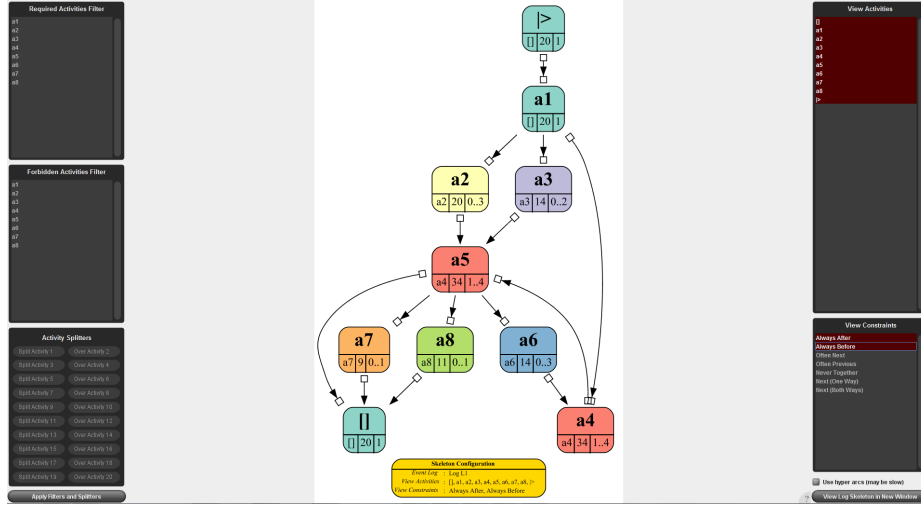 Required Activities Filter
a1
a2
a3
a4
a5
a6
a7
a8
Forbidden Activities Filter
a1
a2
a3
a4
a5
a6
a7
a8
Activity Splitters
Split Activity 1 Over Activity 2
Split Activity 3 Over Activity 4
Split Activity 5 Over Activity 6
Split Activity 7 Over Activity 8
Split Activity 9 Over Activity 10
Split Activity 11 Over Activity 12
Split Activity 13 Over Activity 14
Split Activity 15 Over Activity 16
Split Activity 17 Over Activity 18
Split Activity 19 Over Activity 20
Apply Filters and Splitters
|>
[] 20 1
a1
[] 20 1
a2
a2 20 0..3
a3
a3 14 0..2
a5
a4 34 1..4
a7
a7 9 0..1
a8
a8 11 0..1
a6
a6 14 0..3
[]
[] 20 1
a4
a4 34 1..4
Skeleton Configuration
Event Log : Log L1
View Activities : [], a1, a2, a3, a4, a5, a6, a7, a8, |>
View Constraints : Always After, Always Before
View Activities
[]
a1
a2
a3
a4
a5
a6
a7
a8
|>
View Constraints
Always After
Always Before
Often Next
Often Previous
Never Together
Next (One Way)
Next (Both Ways)
Use hyper arcs (may be slow)
? View Log Skeleton in New Window